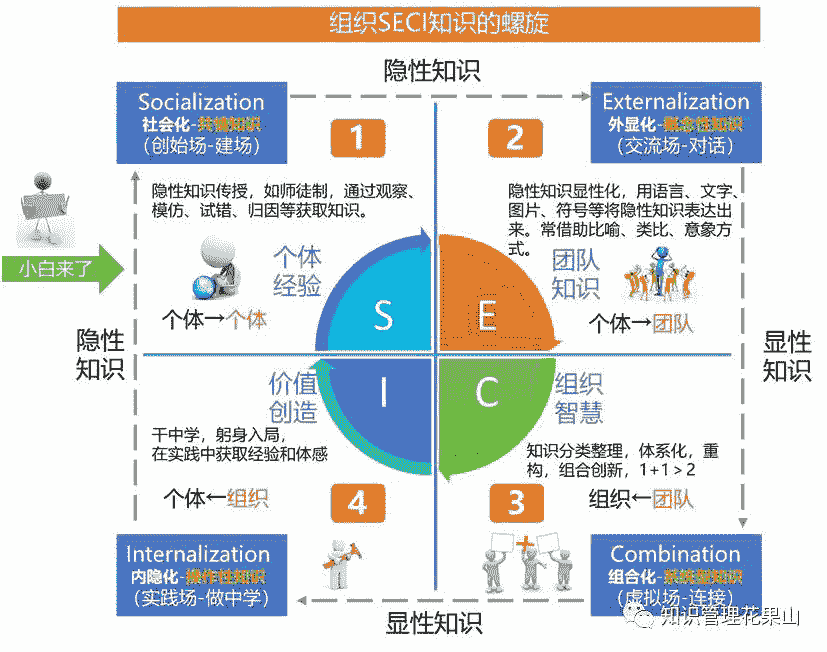 组织SECI知识的螺旋
隐性知识
Socialization
社会化-共情知识
（创始场-建场）
1
2
Externalization
外显化-概念性知识
（交流场-对话）
隐性知识传授，如师徒制，通过观察、
模仿、试错、归因等获取知识。
隐性知识显性化，用语言、文字、
图片、符号等将隐性知识表达出
来。常借助比喻、类比、意象方
式。
小白来了
个体
经验
团队
知识
个体→个体
S
E
个体→团队
隐性
知识
显性
知识
价值
创造
I
C
组织
智慧
干中学，躬身入局，
在实践中获取经验和体感
知识分类整理，体系化，重
构，组合创新，1+1＞2
个体←组织
4
3
组织←团队
Internalization
内隐化-操作性知识
（实践场-做中学）
Combination
组合化-系统型知识
（虚拟场-连接）
显性知识
知识管理花果山